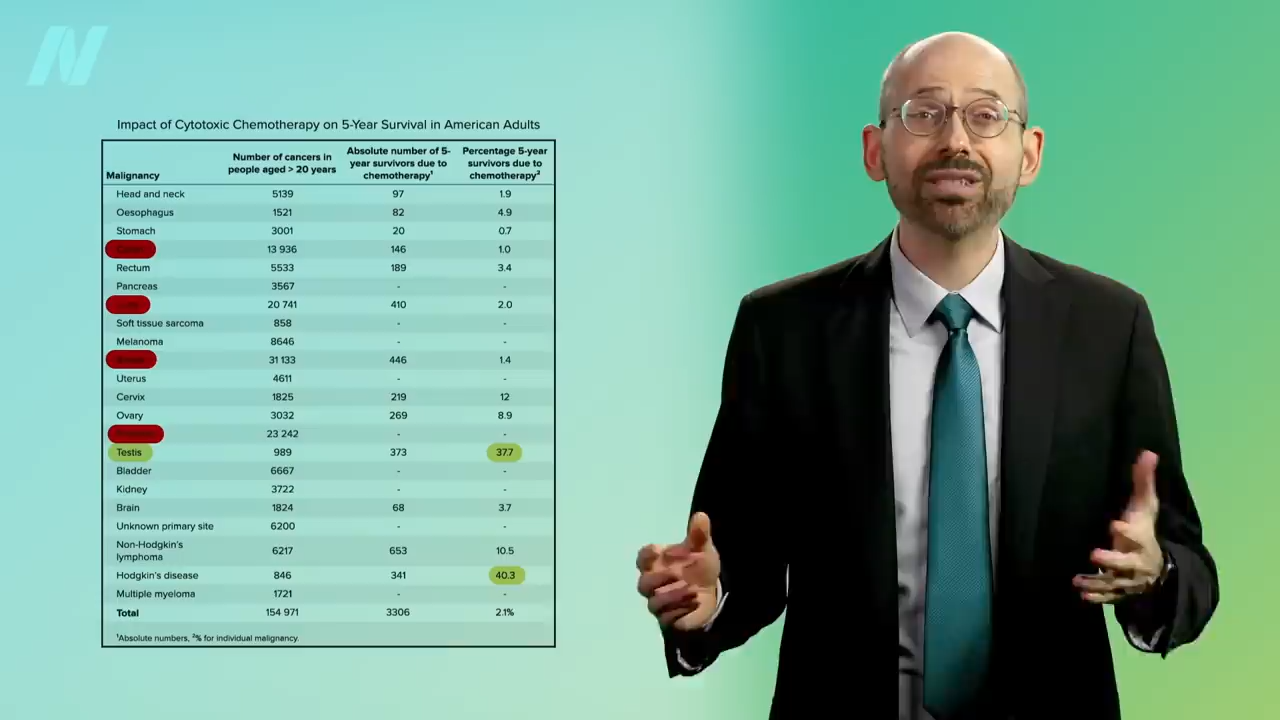 Impact of Cytotoxic Chemotherapy on 5-Year Survival in American Adults
Malignancy Number of cancers in people aged > 20 years Absolute number of 5-year survivors due to chemotherapy¹ Percentage 5-year survivors due to chemotherapy²
Head and neck 5139 97 1.9
Oesophagus 1521 82 4.9
Stomach 3001 20 0.7
13 936 146 1.0
Rectum 5533 189 3.4
Pancreas 3567 - -
20 741 410 2.0
Soft tissue sarcoma 858 - -
Melanoma 8646 - -
31 133 446 1.4
Uterus 4611 - -
Cervix 1825 219 12
Ovary 3032 269 8.9
23 242 - -
Testis 989 373 37.7
Bladder 6667 - -
Kidney 3722 - -
Brain 1824 68 3.7
Unknown primary site 6200 - -
Non-Hodgkin's lymphoma 6217 653 10.5
Hodgkin's disease 846 341 40.3
Multiple myeloma 1721 - -
Total 154 971 3306 2.1%
¹Absolute numbers, ²% for individual malignancy.